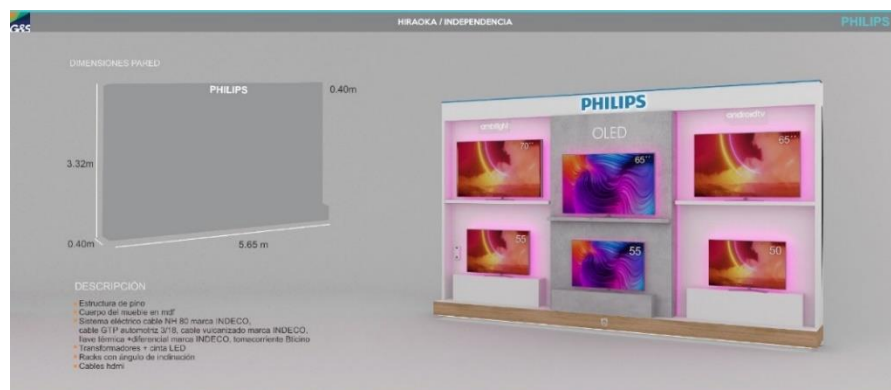 G&S
HIRAOKA / INDEPENDENCIA
PHILIPS
DIMENSIONES PARED
PHILIPS
0.40m
3.32m
0.40m
5.65 m
PHILIPS
ambilight
OLED
androidtv
70''
65''
65''
55
55
50
DESCRIPCIÓN
Estructura de pino
Cuerpo del mueble en mdf
Sistema eléctrico cable NH 80 marca INDECO,
cable GTP automotriz 3/18, cable vulcanizado marca INDECO,
llave térmica +diferencial marca INDECO, tomacorriente Bticino
Transformadores + cinta LED
Racks con ángulo de inclinación
Cables hdmi